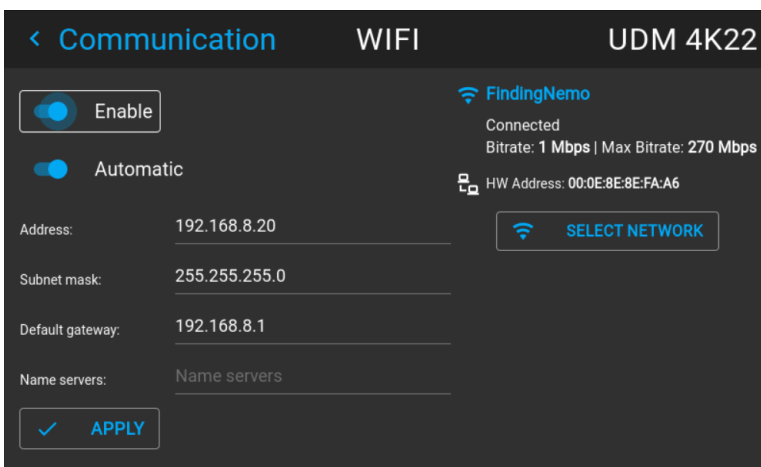 Communication WIFI UDM 4K22
Enable
Automatic
Address: 192.168.8.20
Subnet mask: 255.255.255.0
Default gateway: 192.168.8.1
Name servers: Name servers
APPLY
FindingNemo
Connected
Bitrate: 1 Mbps | Max Bitrate: 270 Mbps
HW Address: 00:0E:8E:8E:FA:A6
SELECT NETWORK